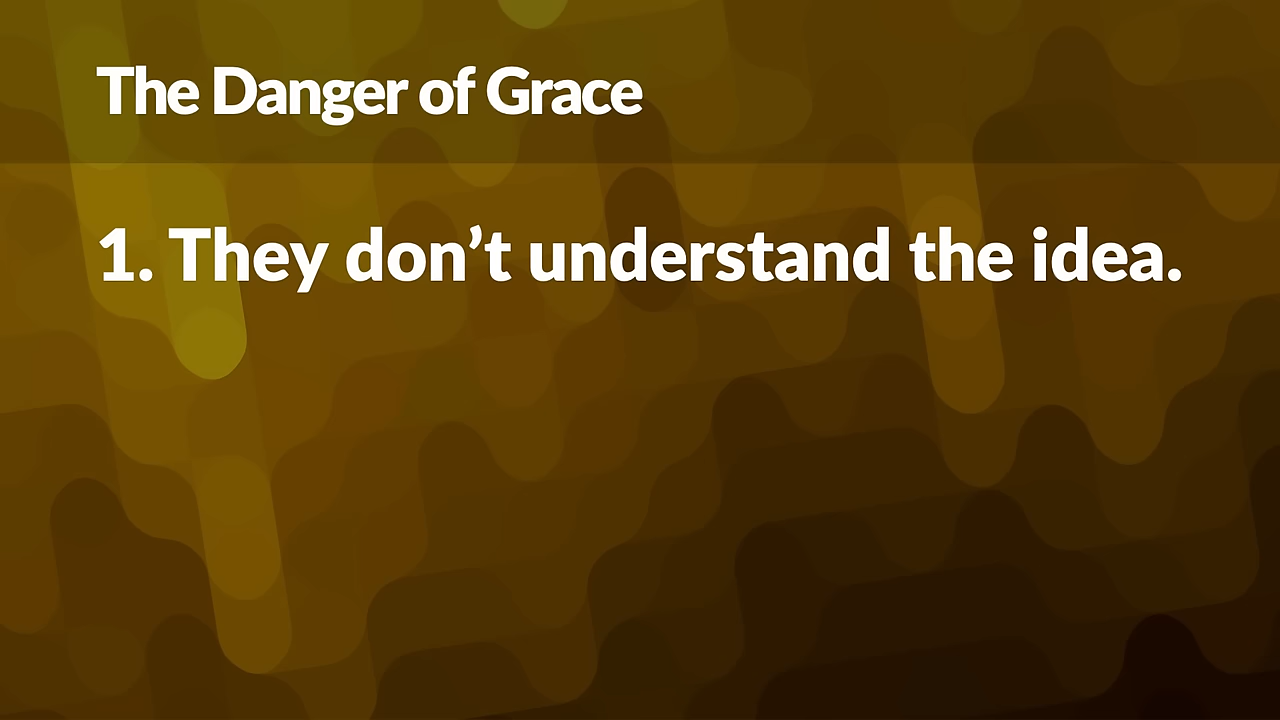 The Danger of Grace
1. They don’t understand the idea.